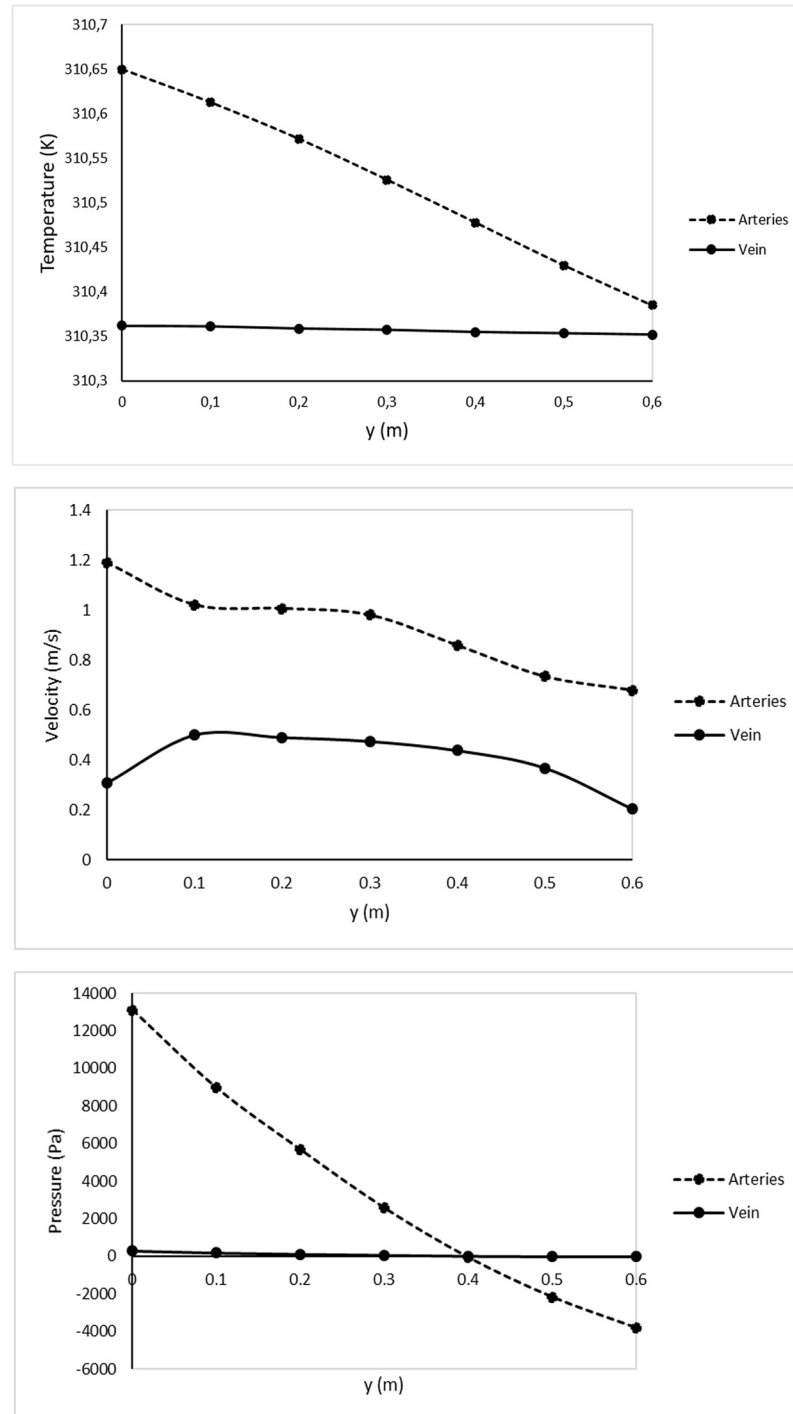 310,7
310,65
310,6
310,55
310,5
310,45
310,4
310,35
310,3
Temperature (K)
0 0,1 0,2 0,3 0,4 0,5 0,6
y (m)
Arteries
Vein
1.4
1.2
1
0.8
0.6
0.4
0.2
0
Velocity (m/s)
0 0.1 0.2 0.3 0.4 0.5 0.6
y (m)
Arteries
Vein
14000
12000
10000
8000
6000
4000
2000
0
-2000
-4000
-6000
Pressure (Pa)
0 0.1 0.2 0.3 0.4 0.5 0.6
y (m)
Arteries
Vein